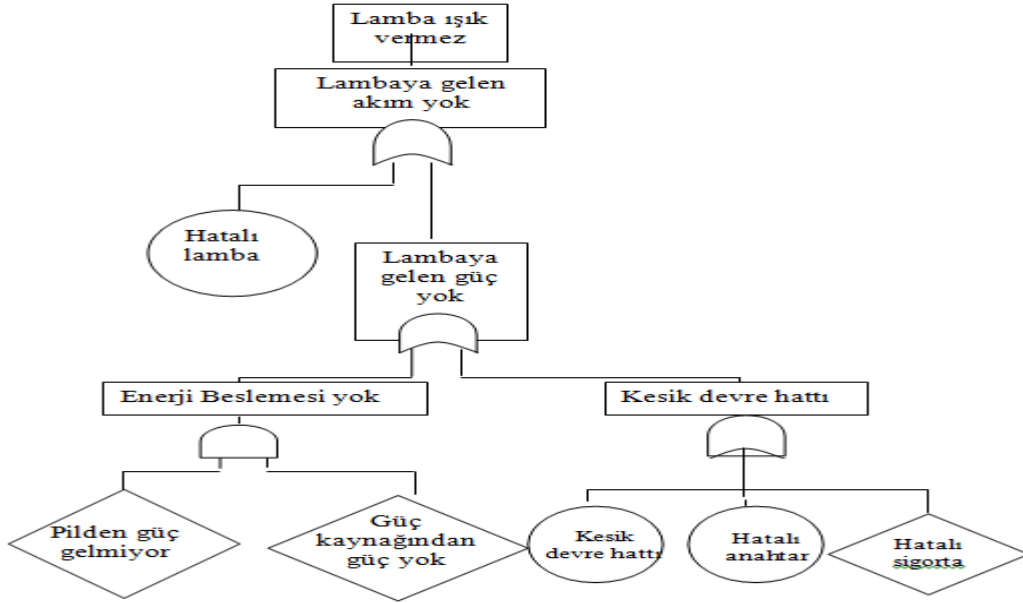 Lamba ışik
vermez
Lambaya gelen
akım yok
Hatalı
lamba
Lambaya
gelen güç
yok
Enerji Beslemesi yok
Kesik devre hattı
Pilden güç
gelmiyor
Güç
kaynağından
güç yok
Kesik
devre hattı
Hatalı
anahtar
Hatalı
sigorta